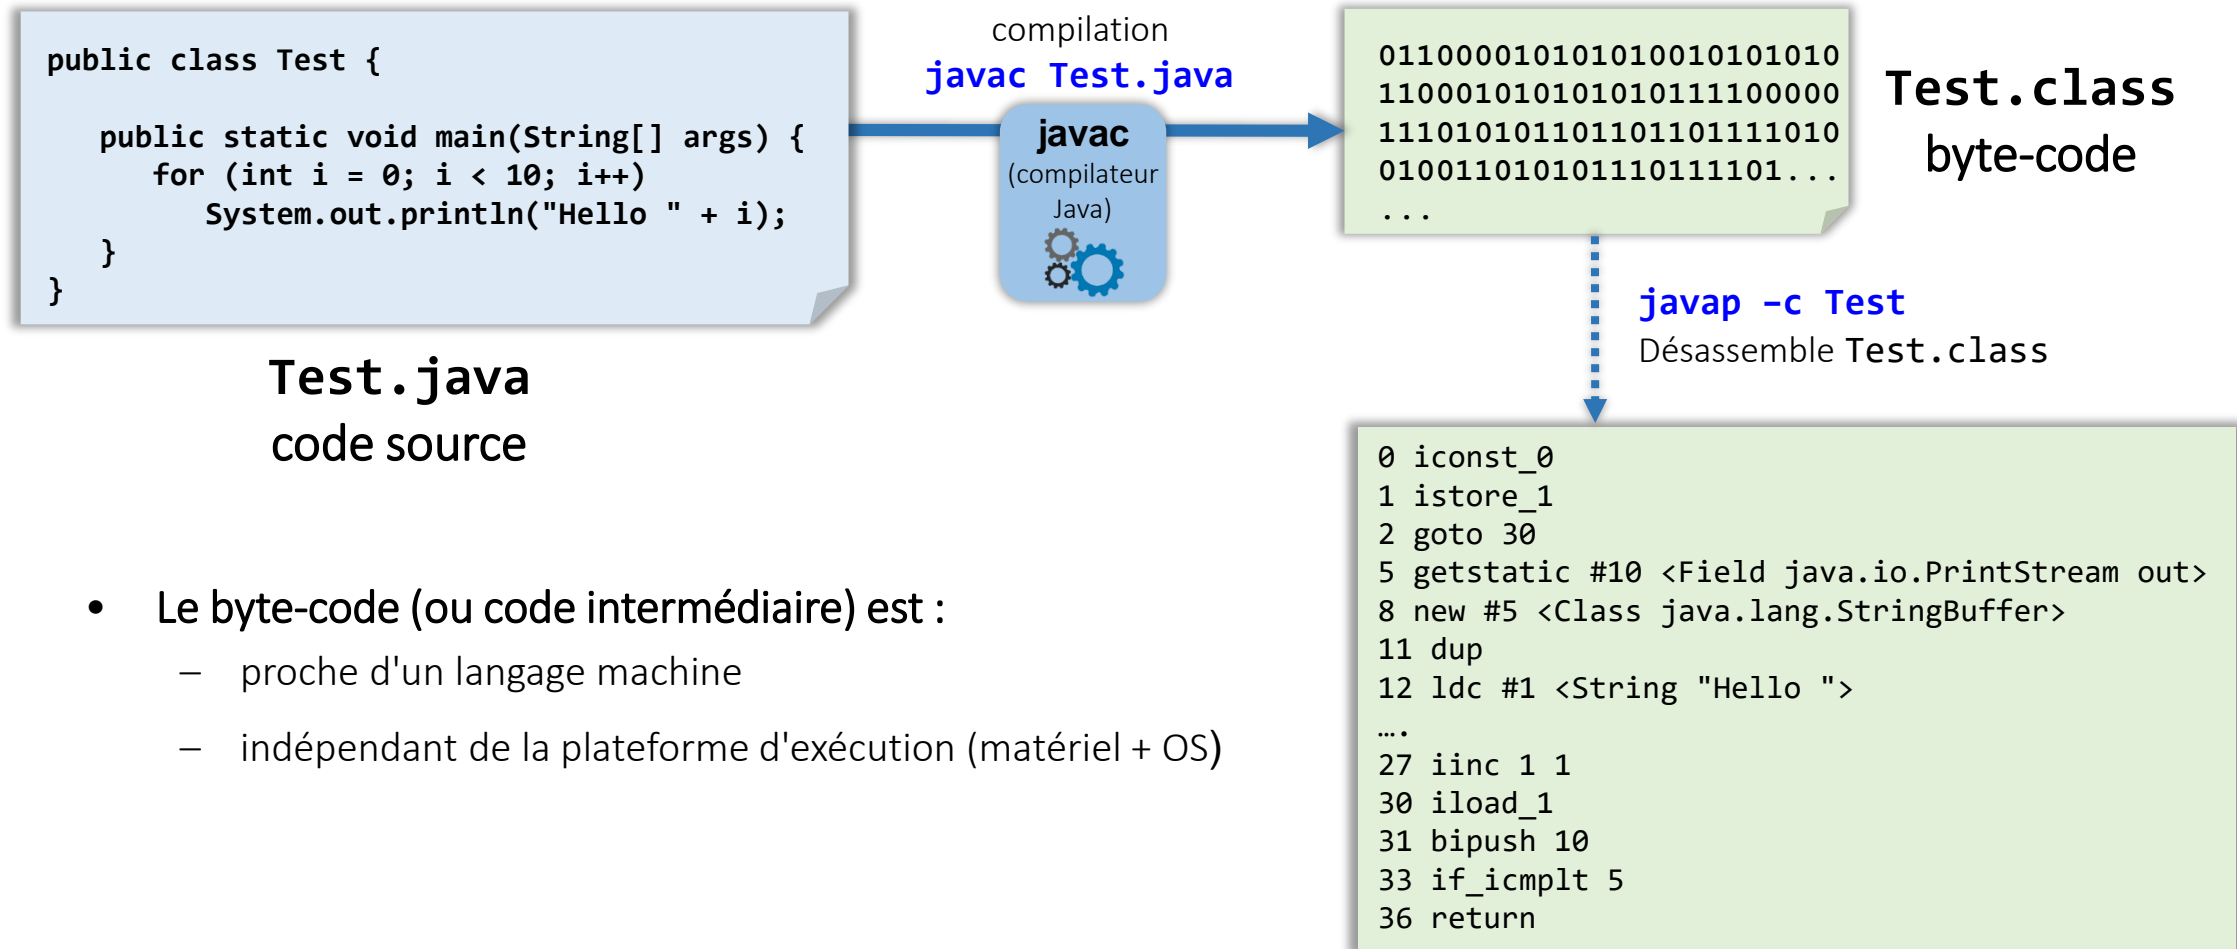 public class Test {
public static void main(String[] args) {
for (int i = 0; i < 10; i++)
System.out.println("Hello " + i);
}
}
Test.java
code source
compilation
javac Test.java
javac
(compilateur
Java)
011000010101010010101010
110001010101010111100000
1110101011011011011111010
010011010101110111101...
...
Test.class
byte-code
javap –c Test
Désassemble Test.class
0 iconst_0
1 istore_1
2 goto 30
5 getstatic #10 <Field java.io.PrintStream out>
8 new #5 <Class java.lang.StringBuffer>
11 dup
12 ldc #1 <String "Hello ">
….
27 iinc 1 1
30 iload_1
31 bipush 10
33 if_icmplt 5
36 return
• Le byte-code (ou code intermédiaire) est :
– proche d'un langage machine
– indépendant de la plateforme d'exécution (matériel + OS)